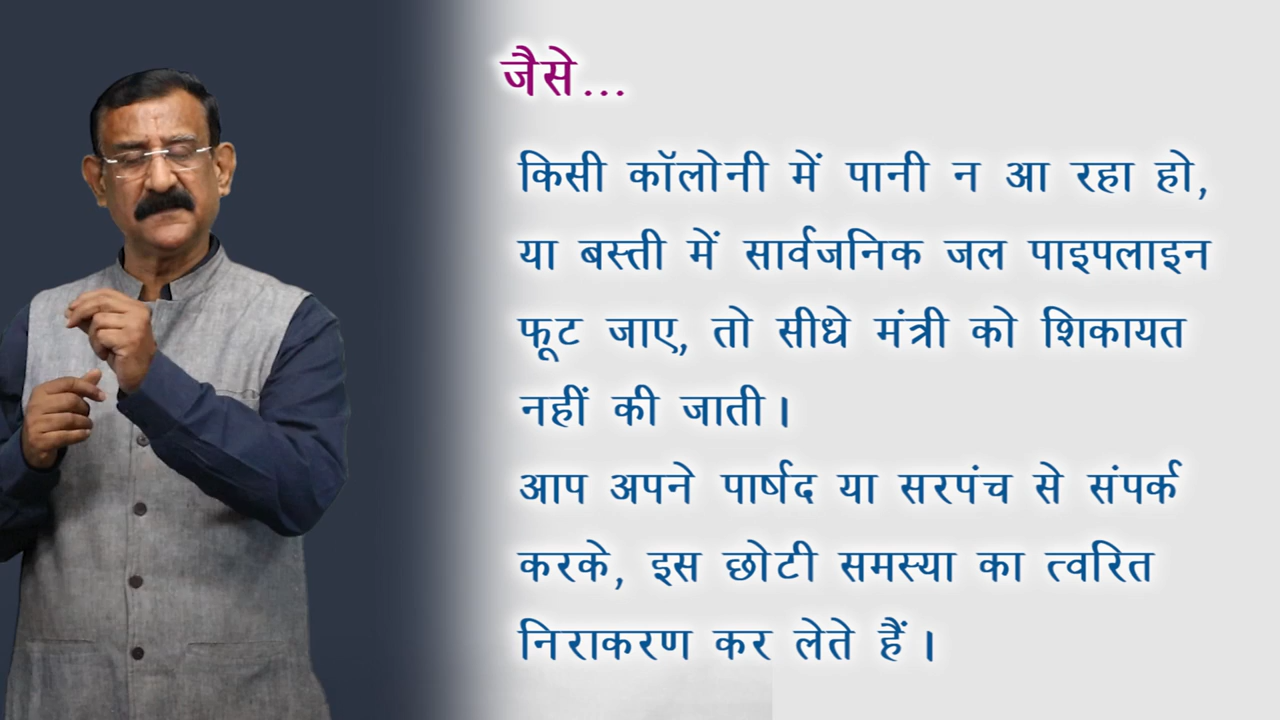 जैसे...
किसी कॉलोनी में पानी न आ रहा हो,
या बस्ती में सार्वजनिक जल पाइपलाइन
फूट जाए, तो सीधे मंत्री को शिकायत
नहीं की जाती।
आप अपने पार्षद या सरपंच से संपर्क
करके, इस छोटी समस्या का त्वरित
निराकरण कर लेते हैं।